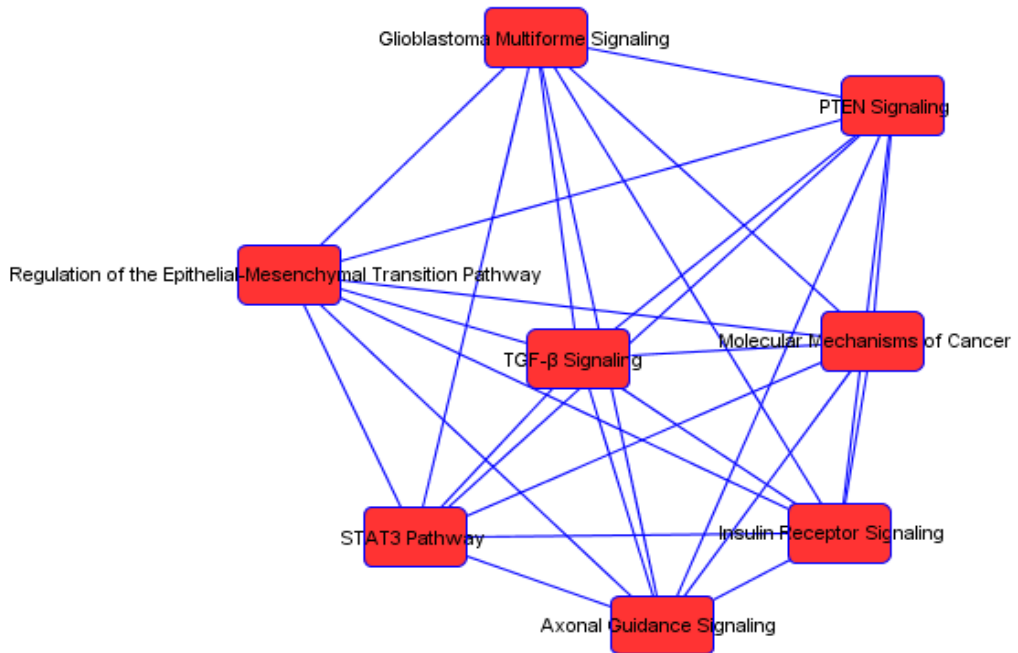 Glioblastoma Multiforme Signaling
PTEN Signaling
Regulation of the Epithelial-Mesenchymal Transition Pathway
Molecular Mechanisms of Cancer
TGF-β Signaling
STAT3 Pathway
Insulin Receptor Signaling
Axonal Guidance Signaling